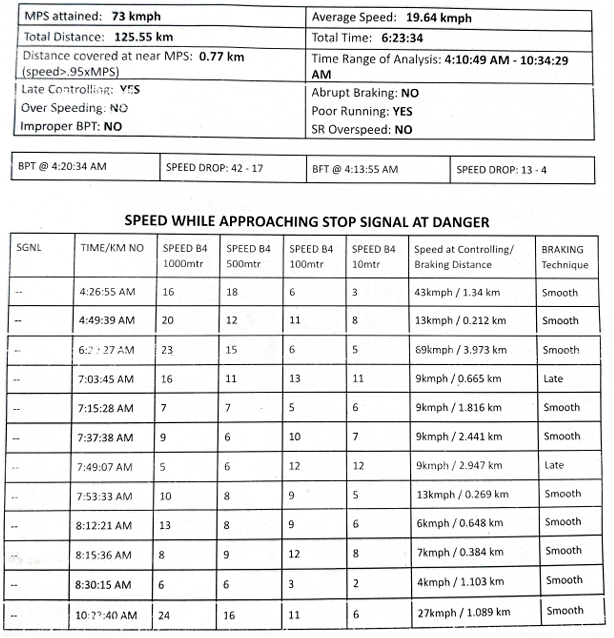 MPS attained: 73 kmph
Average Speed: 19.64 kmph
Total Distance: 125.55 km
Total Time: 6:23:34
Distance covered at near MPS: 0.77 km
(speed>.95xMPS)
Time Range of Analysis: 4:10:49 AM - 10:34:29
AM
Late Controlling: YES
Over Speeding: NO
Improper BPT: NO
Abrupt Braking: NO
Poor Running: YES
SR Overspeed: NO
BPT @ 4:20:34 AM SPEED DROP: 42 - 17 BFT @ 4:13:55 AM SPEED DROP: 13 - 4
SPEED WHILE APPROACHING STOP SIGNAL AT DANGER
SGNL TIME/KM NO SPEED B4 1000mtr SPEED B4 500mtr SPEED B4 100mtr SPEED B4 10mtr Speed at Controlling/ Braking Distance BRAKING Technique
-- 4:26:55 AM 16 18 6 3 43kmph / 1.34 km Smooth
-- 4:49:39 AM 20 12 11 8 13kmph / 0.212 km Smooth
-- AM 23 15 6 5 69kmph / 3.973 km Smooth
-- 7:03:45 AM 16 11 13 11 9kmph / 0.665 km Late
-- 7:15:28 AM 7 7 5 6 9kmph / 1.816 km Smooth
-- 7:37:38 AM 9 6 10 7 9kmph / 2.441 km Smooth
-- 7:49:07 AM 5 6 12 12 9kmph / 2.947 km Late
-- 7:53:33 AM 10 8 9 5 13kmph / 0.269 km Smooth
-- 8:12:21 AM 13 8 9 6 6kmph / 0.648 km Smooth
-- 8:15:36 AM 8 9 12 8 7kmph / 0.384 km Smooth
-- 8:30:15 AM 6 6 3 2 4kmph / 1.103 km Smooth
-- AM 24 16 11 6 27kmph / 1.089 km Smooth